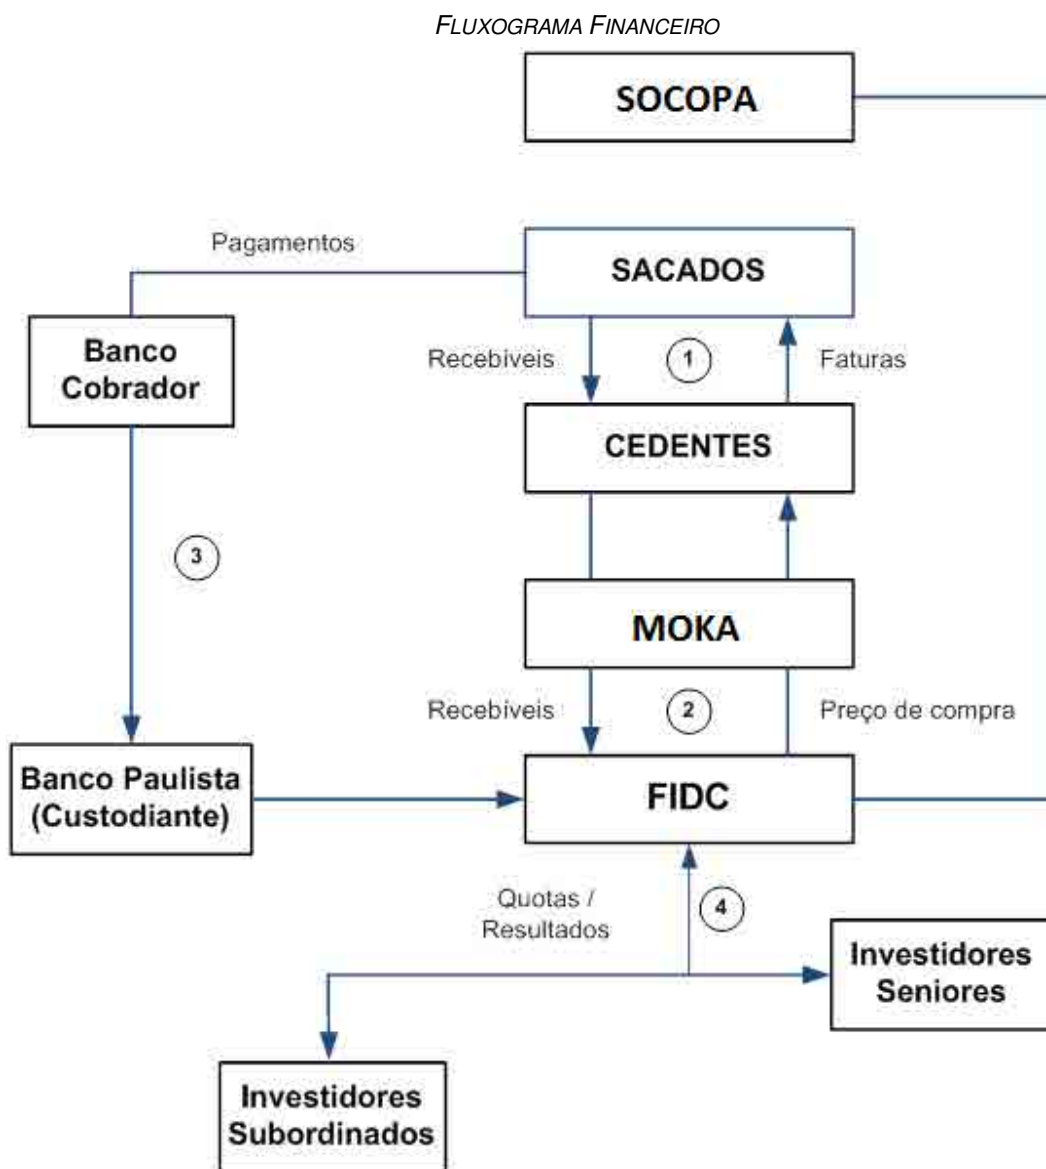 FLUXOGRAMA FINANCEIRO
SOCOPA
Pagamentos
SACADOS
Banco
Cobrador
Recebíveis
1
Faturas
CEDENTES
3
MOKA
Recebíveis
2
Preço de compra
Banco Paulista
(Custodiante)
FIDC
Quotas /
Resultados
4
Investidores
Seniores
Investidores
Subordinados